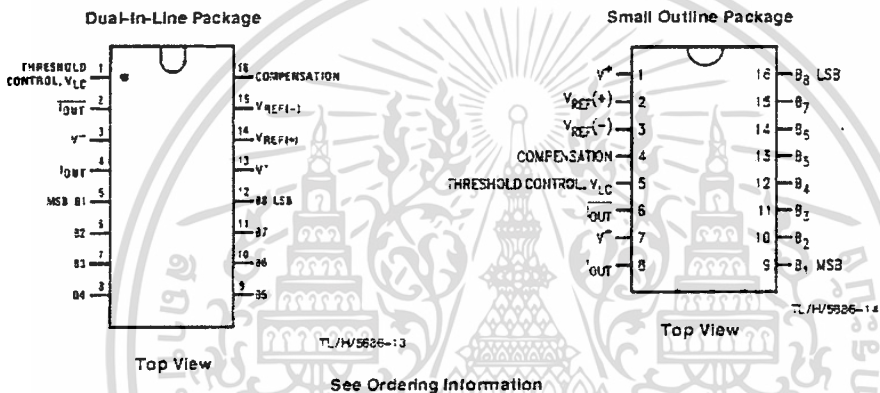 Dual-In-Line Package
THRESHOLD CONTROL, VLC 1
IOUT 2
V− 3
IOUT 4
MSB B1 5
B2 6
B3 7
B4 8
16 COMPENSATION
15 VREF(−)
14 VREF(+)
13 V+
12 B8 LSB
11 B7
10 B6
9 B5
TL/H/5686-13
Top View
Small Outline Package
V+ 1
VREF(+) 2
VREF(−) 3
COMPENSATION 4
THRESHOLD CONTROL, VLC 5
IOUT 6
V− 7
IOUT 8
16 B8 LSB
15 B7
14 B5
13 B5
12 B4
11 B3
10 B2
9 B1 MSB
TL/H/5686-14
Top View
See Ordering Information